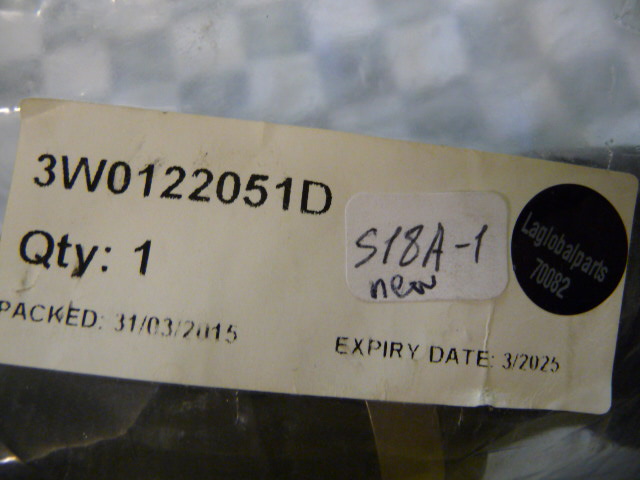 3W0122051D
Qty: 1
S18A-1
new
Laglobalparts
70082
PACKED: 31/03/2015
EXPIRY DATE: 3/2025